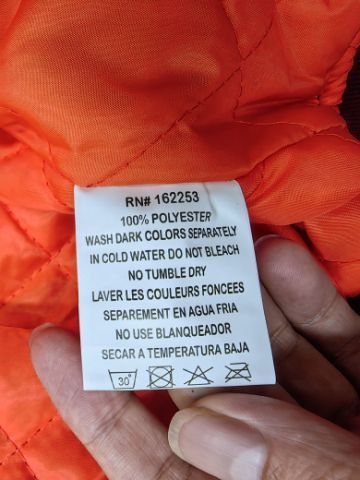 RN# 162253
100% POLYESTER
WASH DARK COLORS SEPARATELY
IN COLD WATER DO NOT BLEACH
NO TUMBLE DRY
LAVER LES COULEURS FONCEES
SEPAREMENT EN AGUA FRIA
NO USE BLANQUEADOR
SECAR A TEMPERATURA BAJA
30°